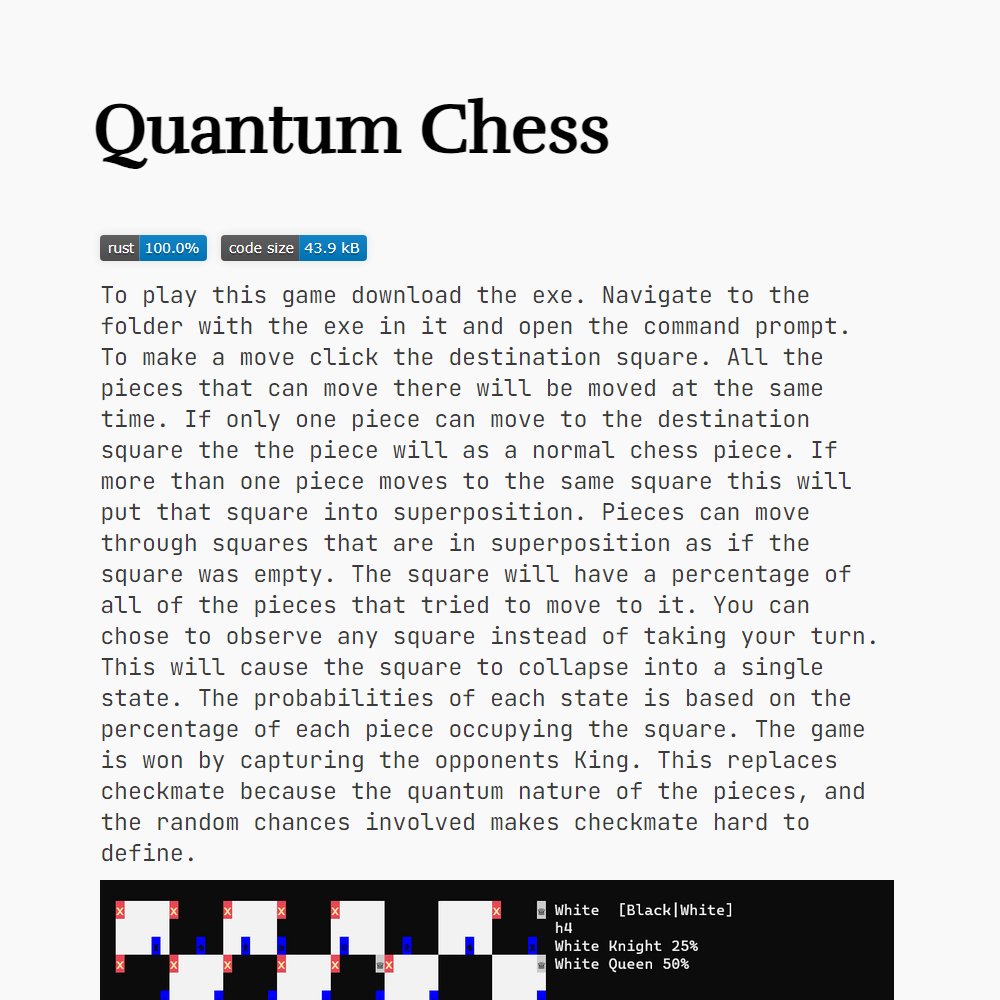 Quantum Chess
rust 100.0% code size 43.9 kB
To play this game download the exe. Navigate to the
folder with the exe in it and open the command prompt.
To make a move click the destination square. All the
pieces that can move there will be moved at the same
time. If only one piece can move to the destination
square the the piece will as a normal chess piece. If
more than one piece moves to the same square this will
put that square into superposition. Pieces can move
through squares that are in superposition as if the
square was empty. The square will have a percentage of
all of the pieces that tried to move to it. You can
chose to observe any square instead of taking your turn.
This will cause the square to collapse into a single
state. The probabilities of each state is based on the
percentage of each piece occupying the square. The game
is won by capturing the opponents King. This replaces
checkmate because the quantum nature of the pieces, and
the random chances involved makes checkmate hard to
define.
X X X X X X White [Black|White]
h4
White Knight 25%
X X X X X White Queen 50%